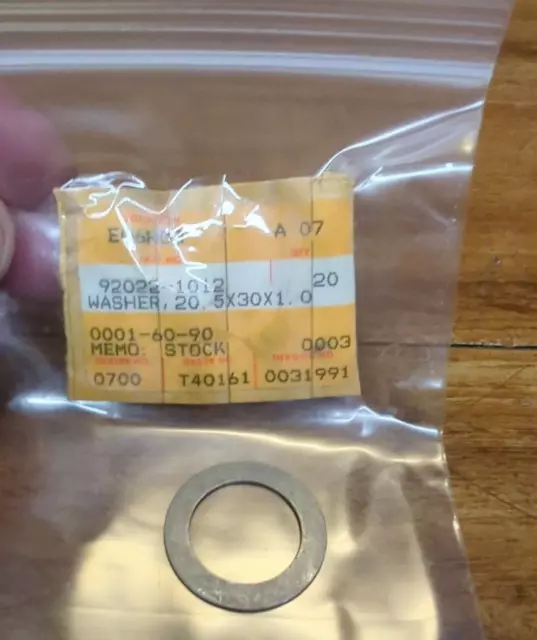 A 07
92022-1012 20
WASHER, 20.5X30X1.0
0001-60-90
MEMO: STOCK 0003
0700 T40161 0031991